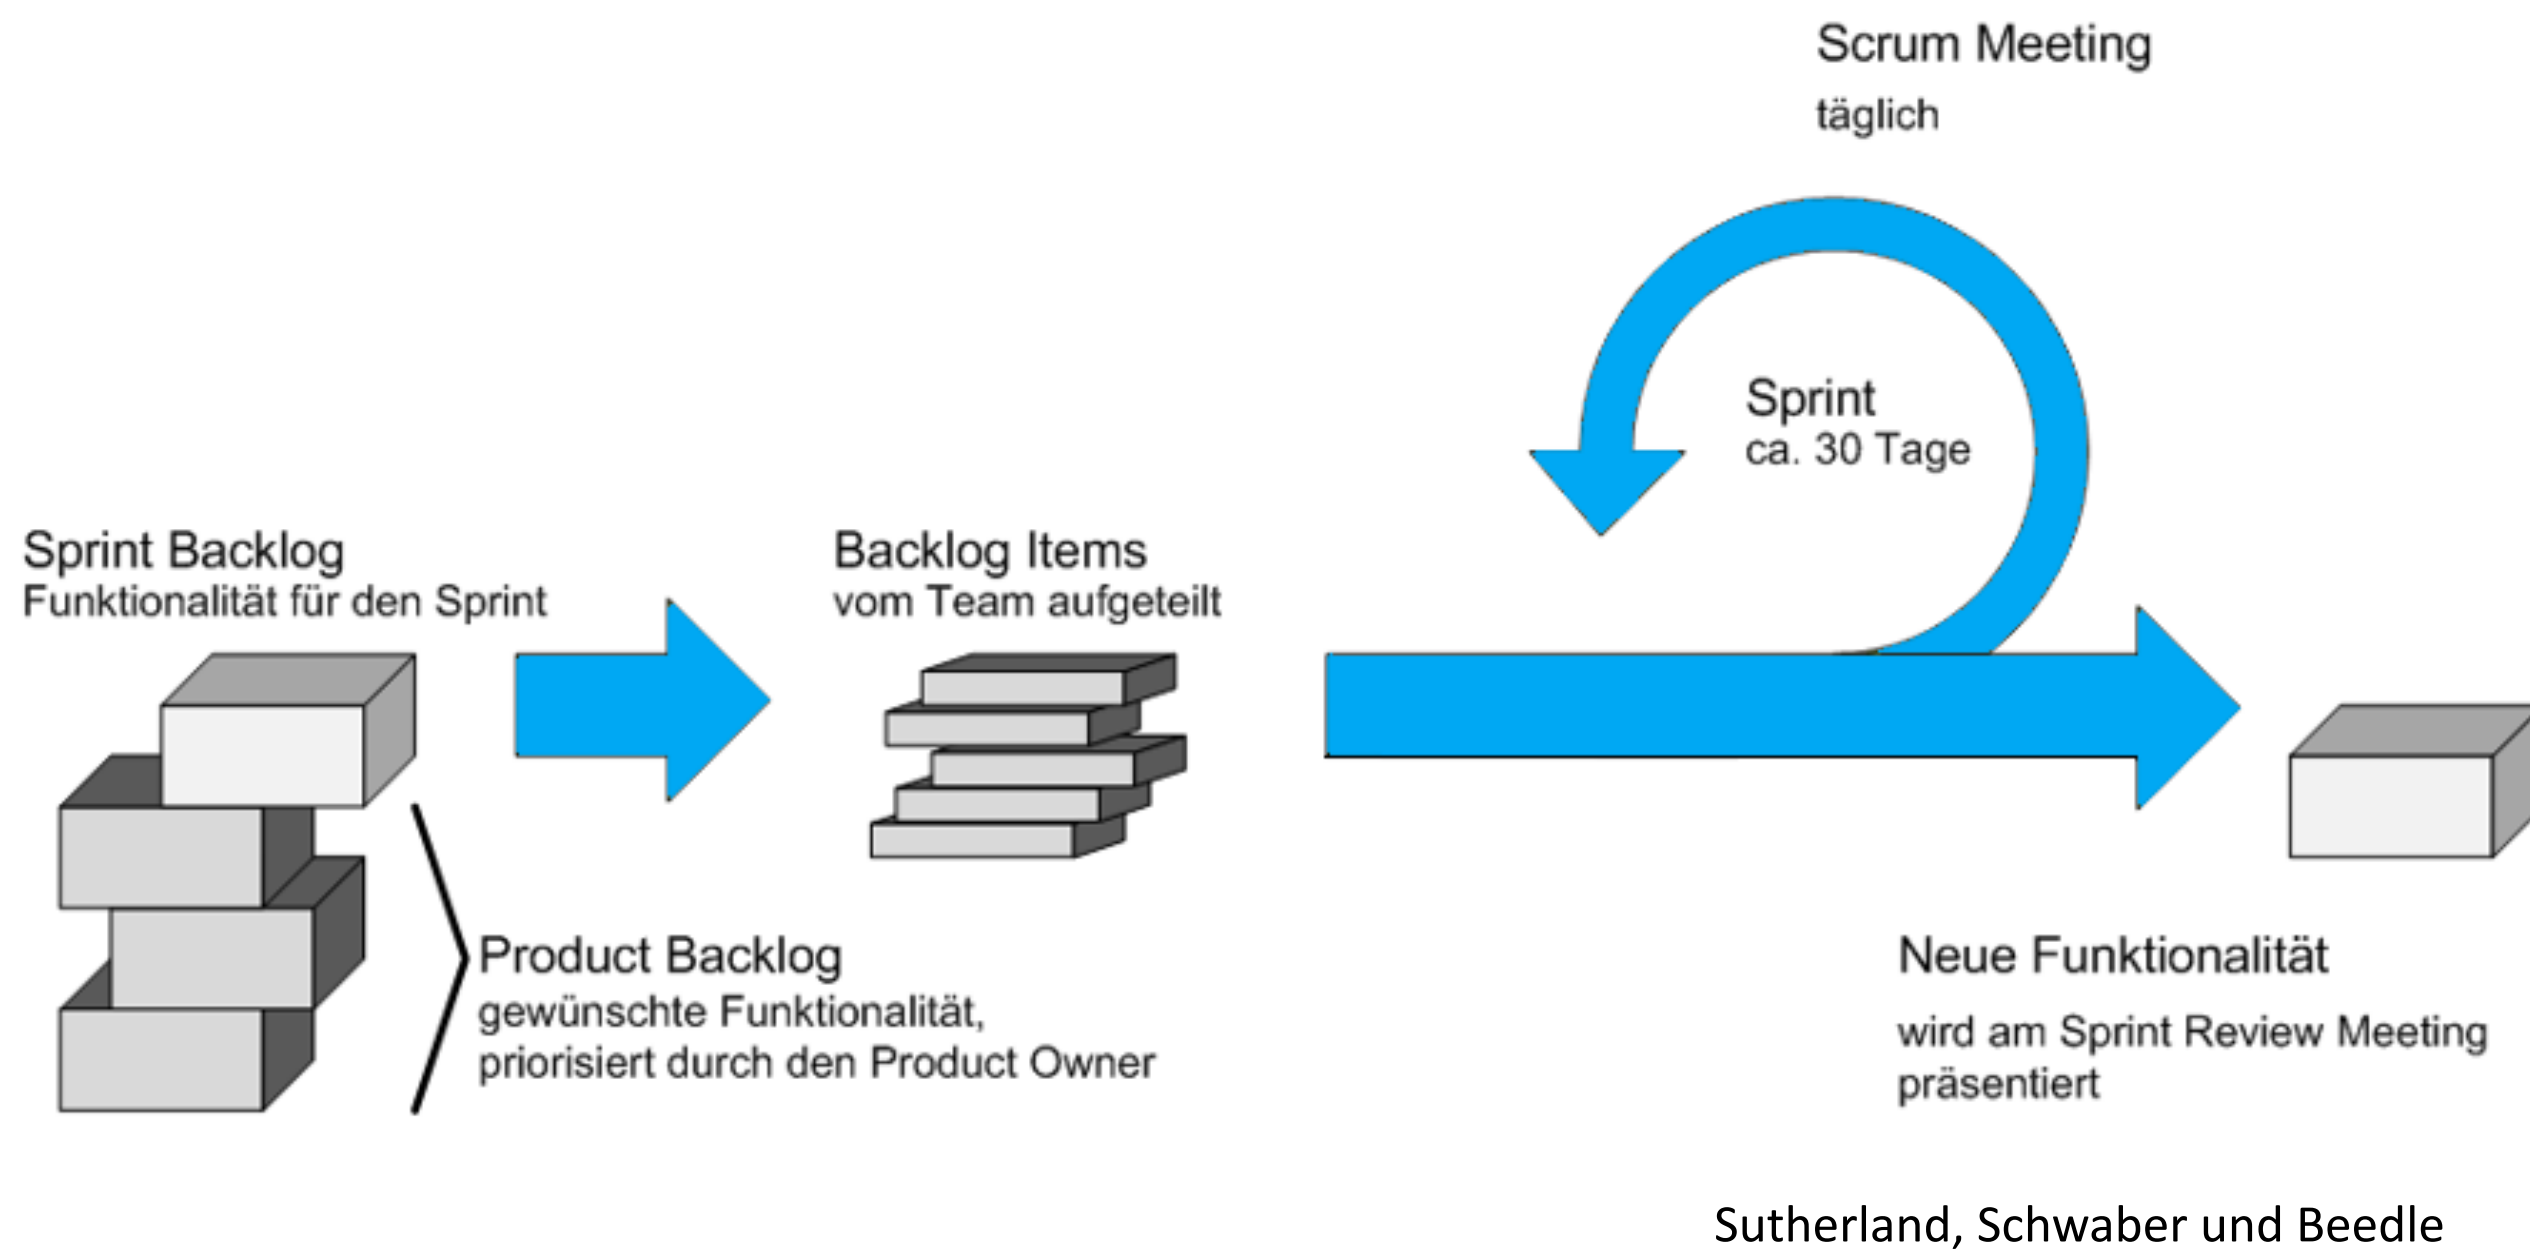 Scrum Meeting
täglich
Sprint
ca. 30 Tage
Sprint Backlog
Funktionalität für den Sprint
Backlog Items
vom Team aufgeteilt
Product Backlog
gewünschte Funktionalität,
priorisiert durch den Product Owner
Neue Funktionalität
wird am Sprint Review Meeting
präsentiert
Sutherland, Schwaber und Beedle